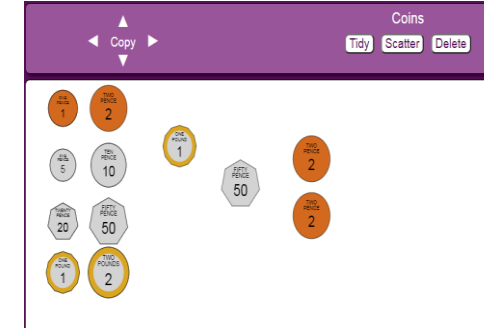 Coins
Copy
Tidy Scatter Delete
ONE PENCE 1
TWO PENCE 2
ONE POUND 1
FIFTY PENCE 50
TWO PENCE 2
TWO PENCE 2
5
TEN PENCE 10
TWENTY PENCE 20
FIFTY PENCE 50
ONE POUND 1
TWO POUNDS 2